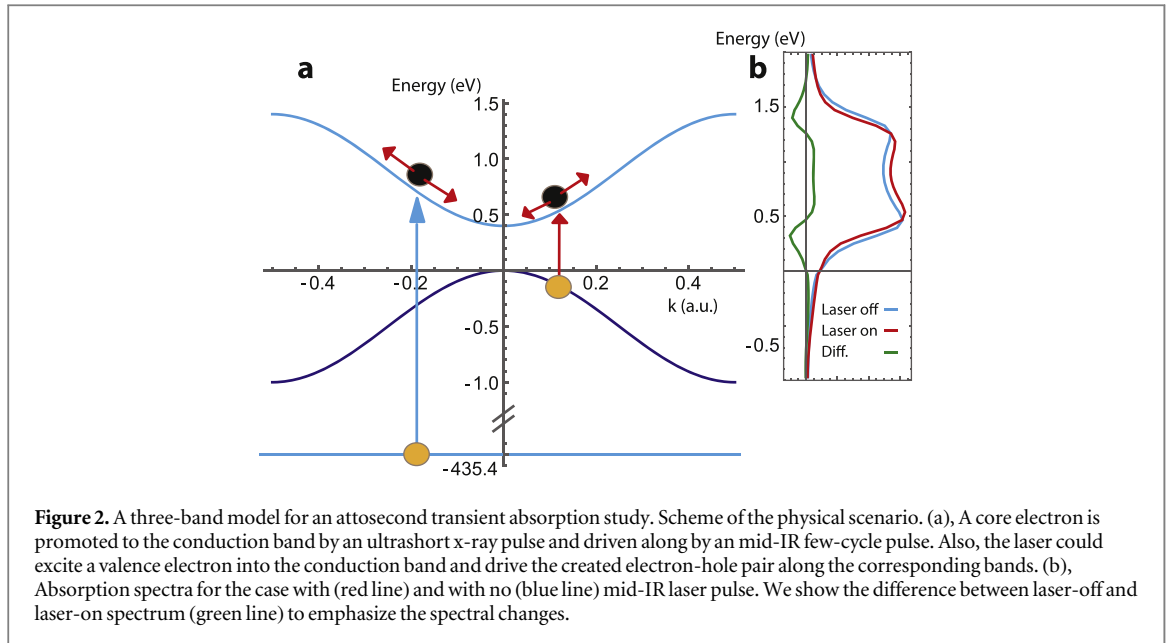 Energy (eV)
a
b
Energy (eV)
1.5
1.0
0.5
-0.4
-0.2
0.2
0.4
k (a.u.)
-0.5
-1.0
-435.4
1.5
0.5
-0.5
Laser off
Laser on
Diff.
Figure 2. A three-band model for an attosecond transient absorption study. Scheme of the physical scenario. (a), A core electron is
promoted to the conduction band by an ultrashort x-ray pulse and driven along by an mid-IR few-cycle pulse. Also, the laser could
excite a valence electron into the conduction band and drive the created electron-hole pair along the corresponding bands. (b),
Absorption spectra for the case with (red line) and with no (blue line) mid-IR laser pulse. We show the difference between laser-off and
laser-on spectrum (green line) to emphasize the spectral changes.